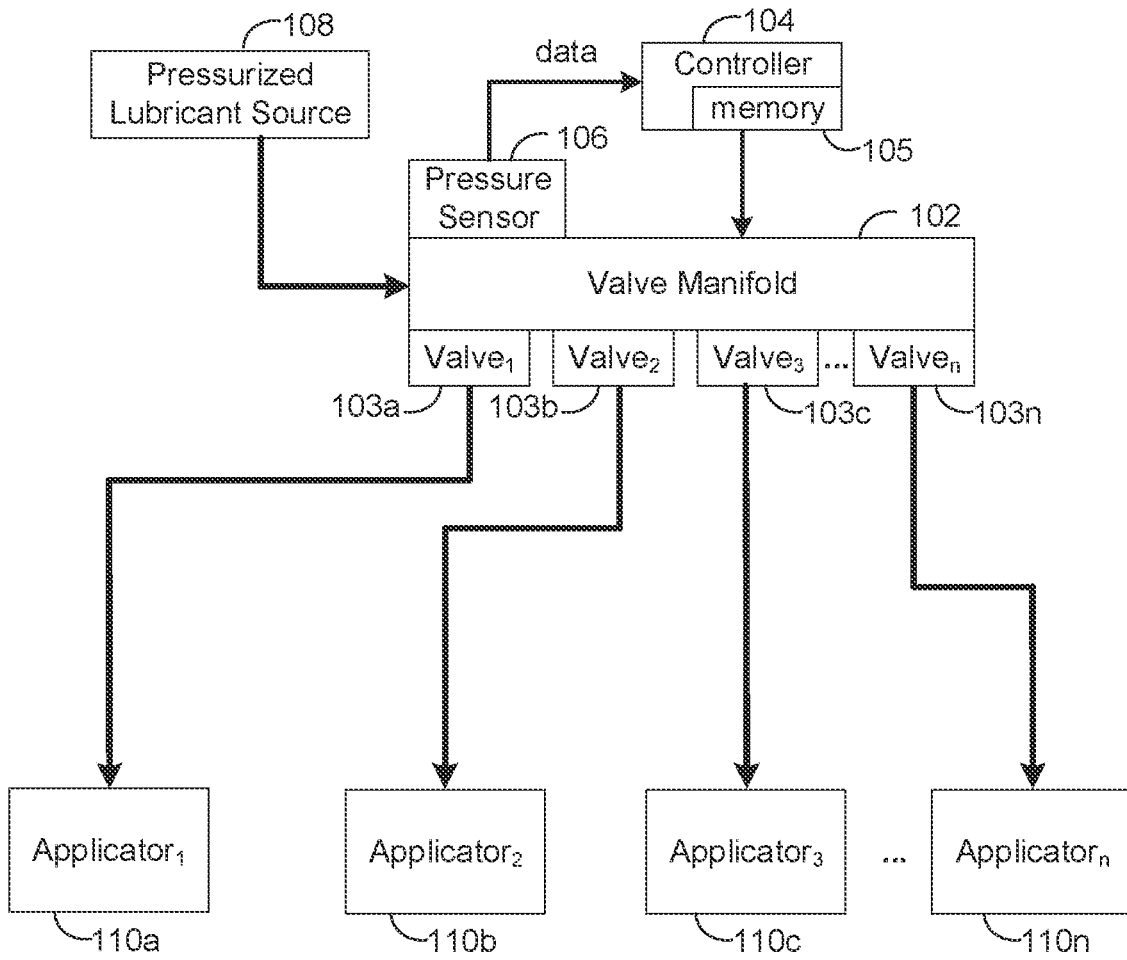 108
Pressurized
Lubricant Source
data
104
Controller
memory
105
106
Pressure
Sensor
102
Valve Manifold
Valve₁ Valve₂ Valve₃ ... Valveₙ
103a 103b 103c 103n
Applicator₁ Applicator₂ Applicator₃ ... Applicatorₙ
110a 110b 110c 110n